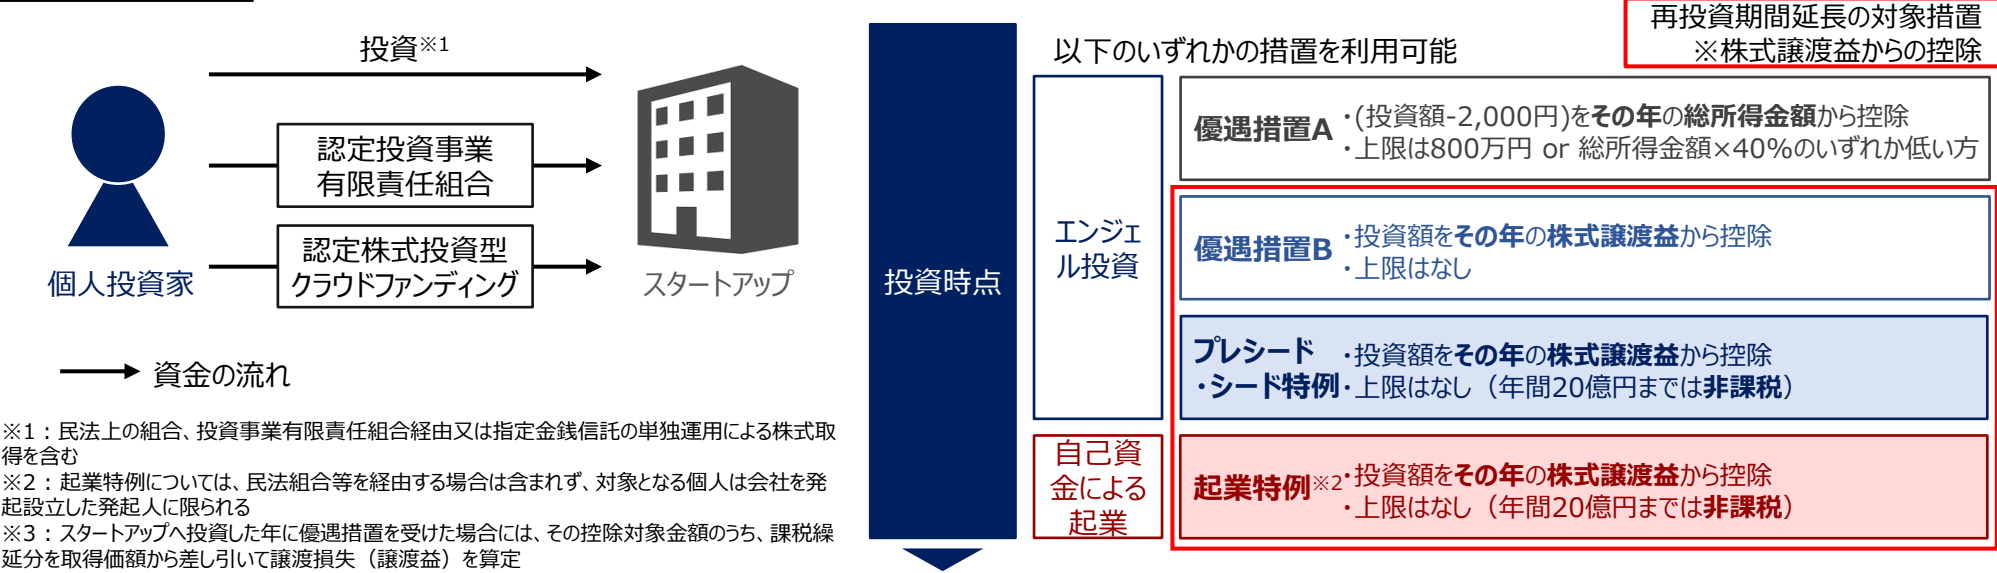 投資※1
認定投資事業
有限責任組合
認定株式投資型
クラウドファンディング
個人投資家
スタートアップ
資金の流れ
※1：民法上の組合、投資事業有限責任組合経由又は指定金銭信託の単独運用による株式取
得を含む
※2：起業特例については、民法組合等を経由する場合は含まれず、対象となる個人は会社を発
起設立した発起人に限られる
※3：スタートアップへ投資した年に優遇措置を受けた場合には、その控除対象金額のうち、課税繰
延分を取得価額から差し引いて譲渡損失（譲渡益）を算定
投資時点
以下のいずれかの措置を利用可能
再投資期間延長の対象措置
※株式譲渡益からの控除
エンジェ
ル投資
優遇措置A
・(投資額-2,000円)をその年の総所得金額から控除
・上限は800万円 or 総所得金額×40%のいずれか低い方
優遇措置B
・投資額をその年の株式譲渡益から控除
・上限はなし
プレシード
・シード特例
・投資額をその年の株式譲渡益から控除
・上限はなし（年間20億円までは非課税）
自己資
金による
起業
起業特例※2
・投資額をその年の株式譲渡益から控除
・上限はなし（年間20億円までは非課税）